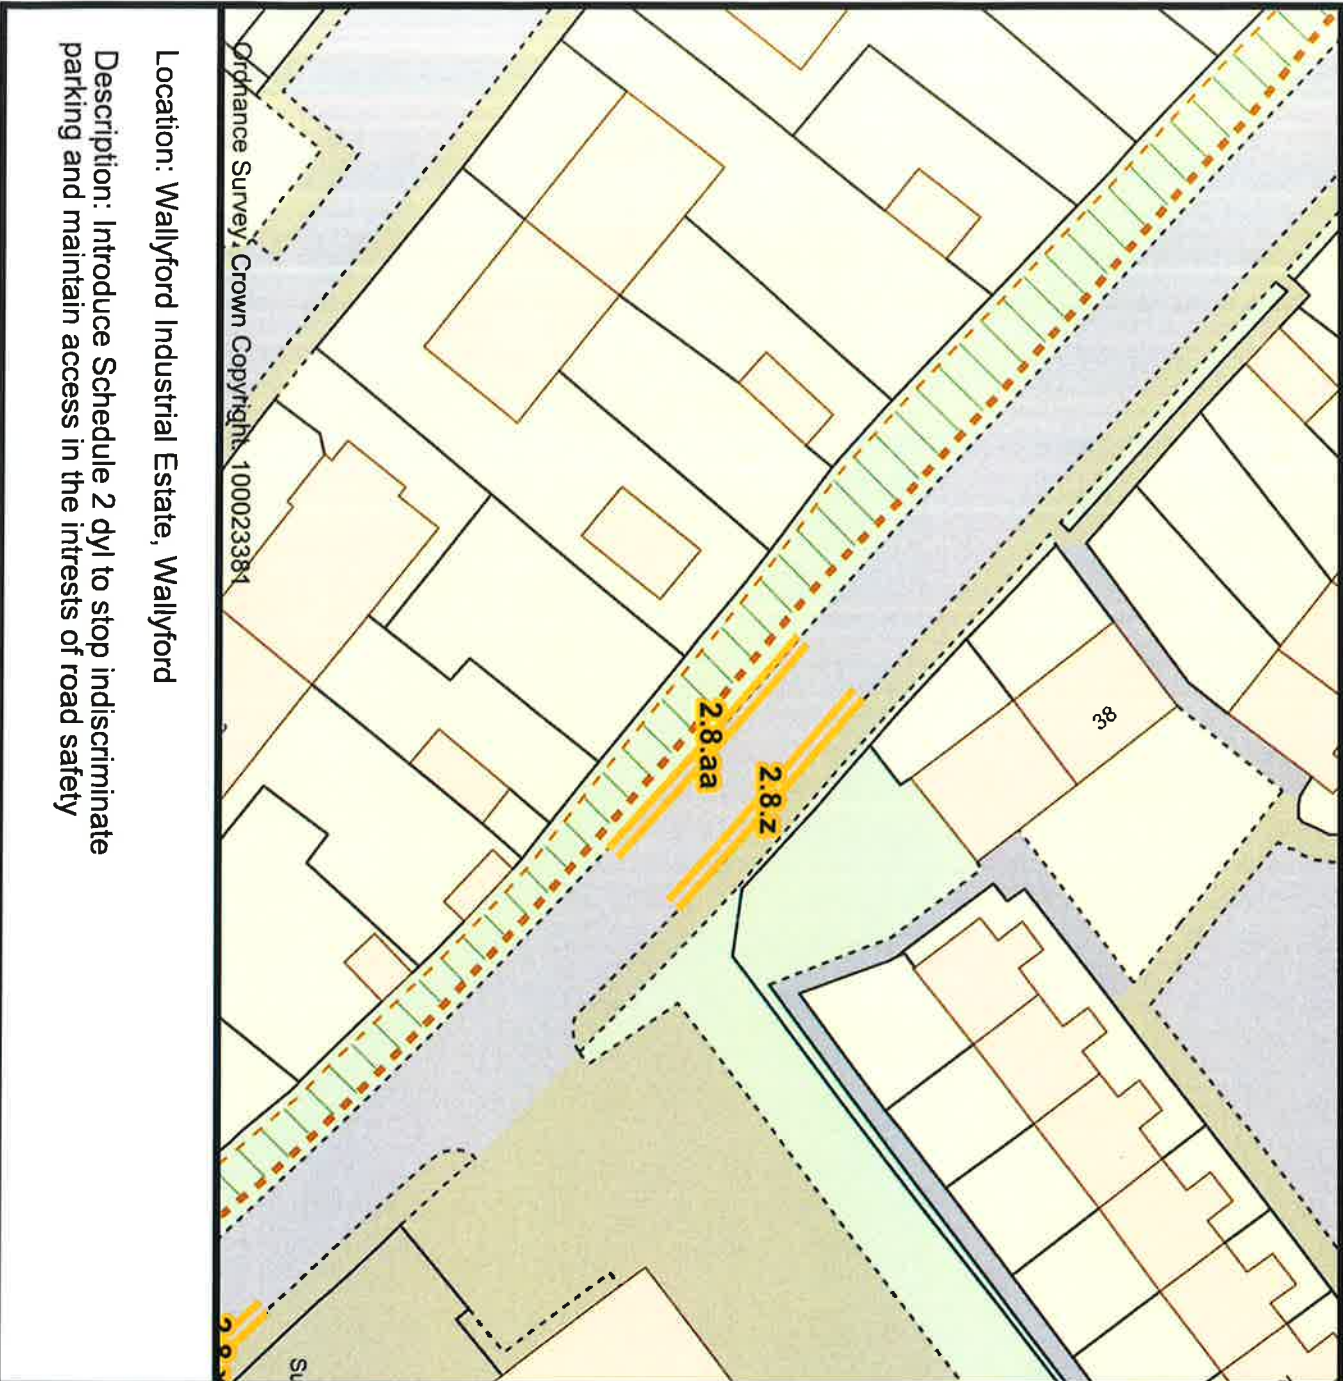 38
2.8.aa
2.8.z
Ordnance Survey, Crown Copyright. 100023381
Location: Wallyford Industrial Estate, Wallyford
Description: Introduce Schedule 2 dyl to stop indiscriminate
parking and maintain access in the intrests of road safety